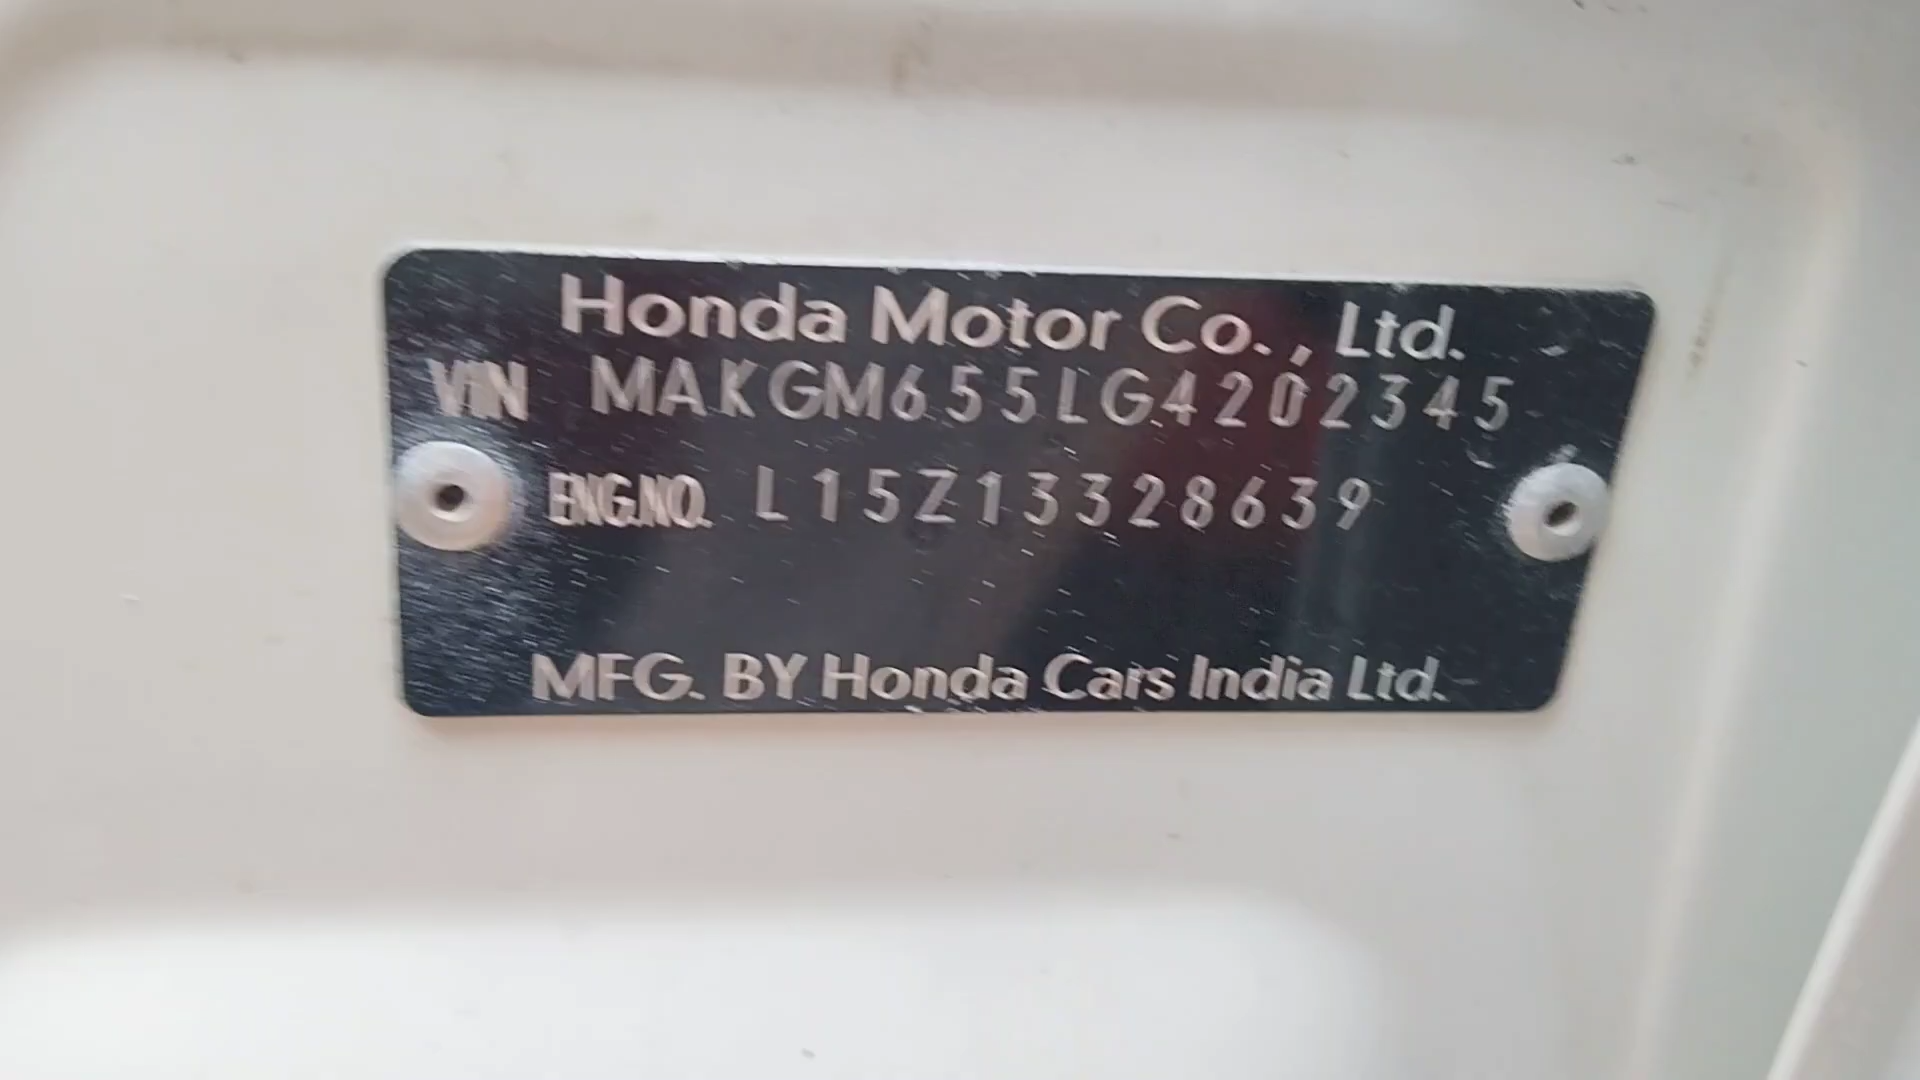 Honda Motor Co., Ltd.
VIN MAKGM655LG4202345
ENG.NO. L15Z13328639
MFG. BY Honda Cars India Ltd.